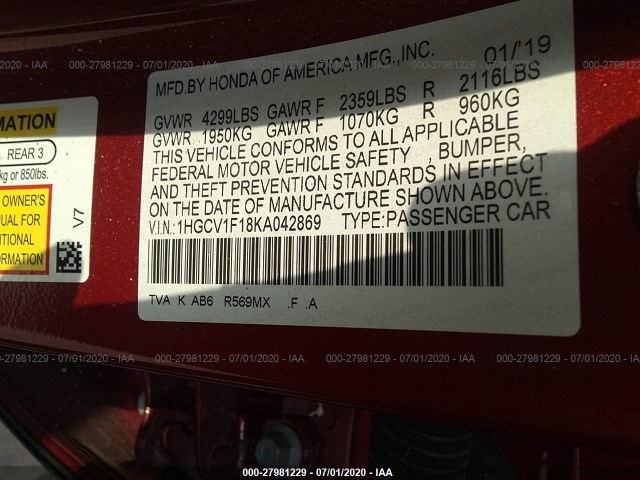 MFD.BY HONDA OF AMERICA MFG.,INC. 01/'19
GVWR 4299LBS GAWR F 2359LBS R 2116LBS
GVWR 1950KG GAWR F 1070KG R 960KG
THIS VEHICLE CONFORMS TO ALL APPLICABLE
FEDERAL MOTOR VEHICLE SAFETY , BUMPER,
AND THEFT PREVENTION STANDARDS IN EFFECT
ON THE DATE OF MANUFACTURE SHOWN ABOVE.
V.I.N.:1HGCV1F18KA042869 TYPE:PASSENGER CAR
TVA K AB6 R569MX .F .A
MATION
REAR 3
kg or 850lbs.
OWNER'S
NUAL FOR
ITIONAL
ORMATION
V7
000-27981229 - 07/01/2020 - IAA